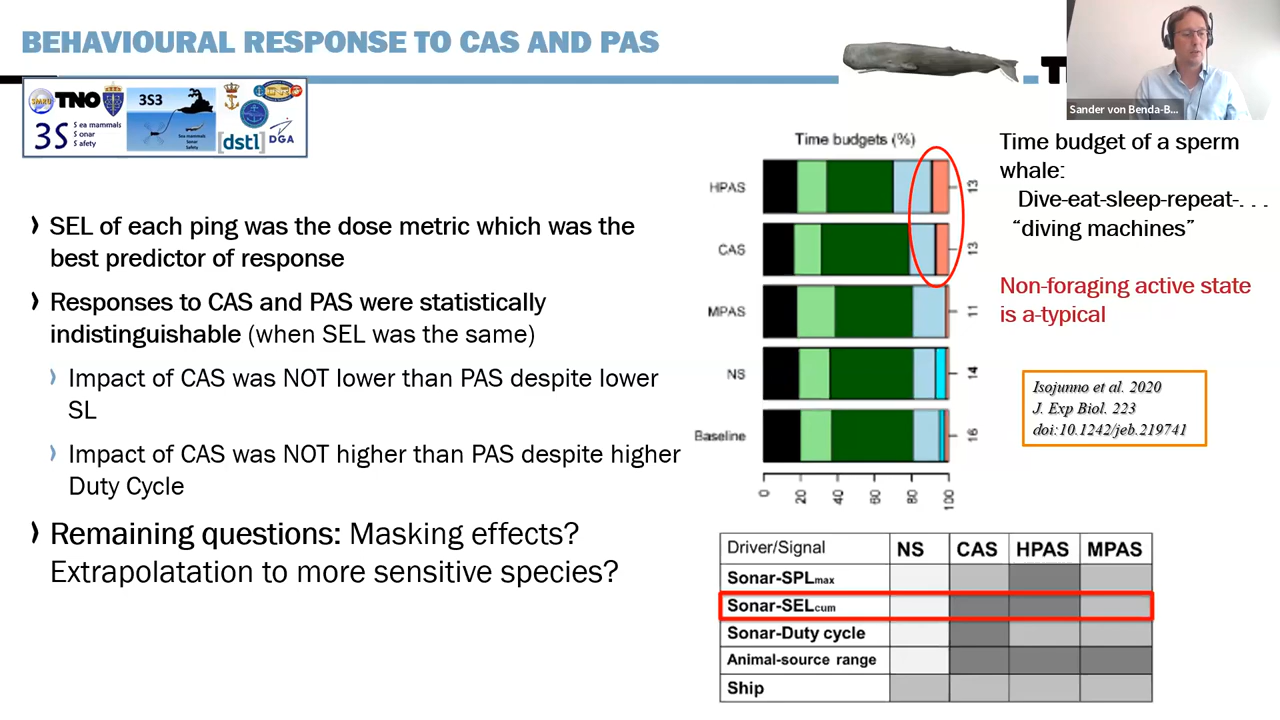 BEHAVIOURAL RESPONSE TO CAS AND PAS
Sander von Benda-B...
SMRU TNO
3S3
3S
Sea mammals
Sonar
Safety
Sea mammals
Sonar
Safety
[dstl]
DGA
SEL of each ping was the dose metric which was the
best predictor of response
Responses to CAS and PAS were statistically
indistinguishable (when SEL was the same)
Impact of CAS was NOT lower than PAS despite lower
SL
Impact of CAS was NOT higher than PAS despite higher
Duty Cycle
Remaining questions: Masking effects?
Extrapolatation to more sensitive species?
Time budgets (%)
HPAS 13
CAS 13
MPAS 11
NS 14
Baseline 16
0 20 40 60 80 100
Time budget of a sperm
whale:
Dive-eat-sleep-repeat-. . .
“diving machines”
Non-foraging active state
is a-typical
Isojunno et al. 2020
J. Exp Biol. 223
doi:10.1242/jeb.219741
Driver/Signal NS CAS HPAS MPAS
Sonar-SPLmax
Sonar-SELcum
Sonar-Duty cycle
Animal-source range
Ship